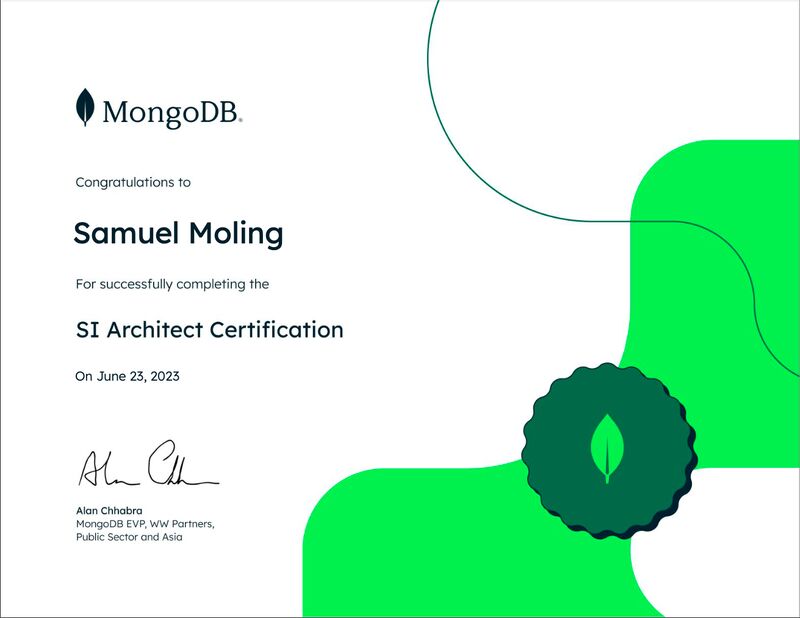 MongoDB®
Congratulations to
Samuel Moling
For successfully completing the
SI Architect Certification
On June 23, 2023
Alan Chhabra
MongoDB EVP, WW Partners,
Public Sector and Asia